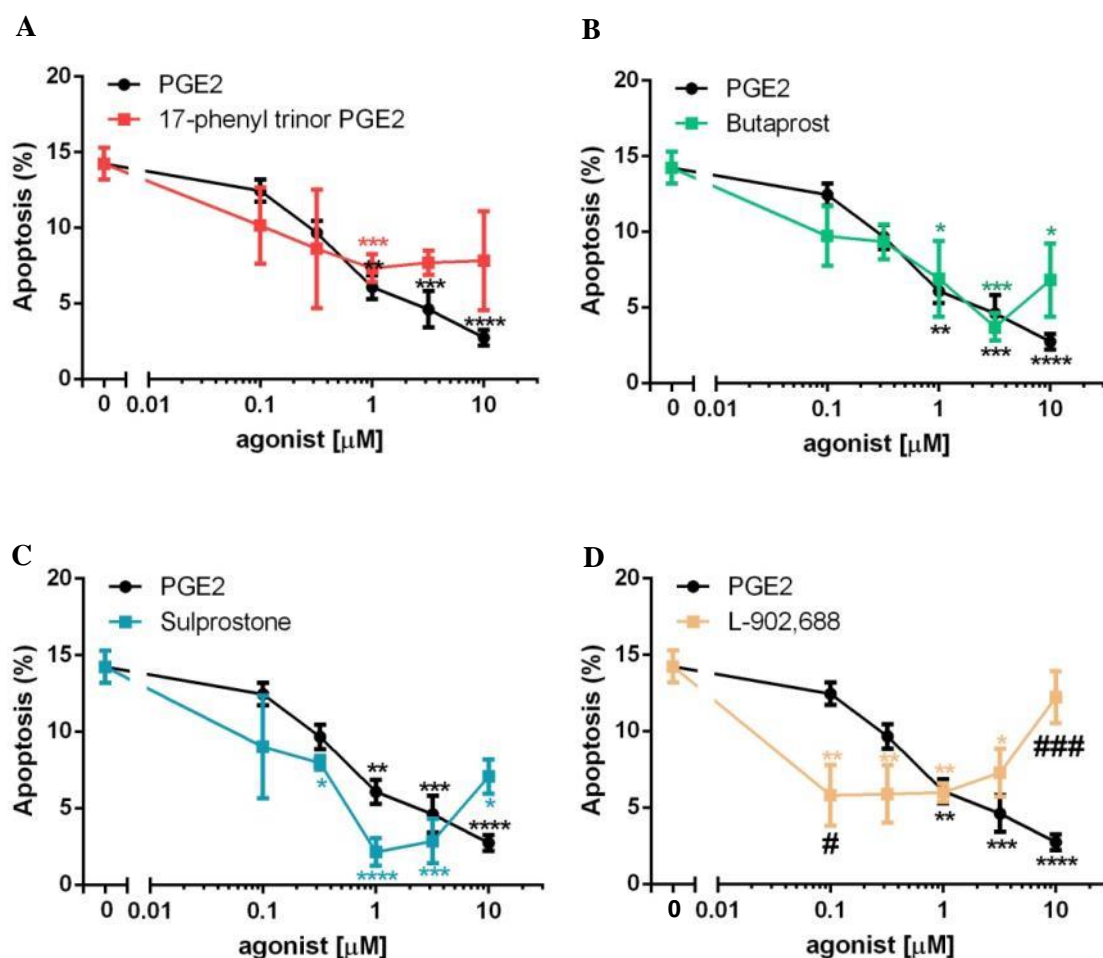 A
PGE2
17-phenyl trinor PGE2
Apoptosis (%)
20
15
10
5
0
***
**
***
****
0 0.01 0.1 1 10
agonist [μM]
B
PGE2
Butaprost
Apoptosis (%)
20
15
10
5
0
* *
***
** *** ****
0 0.01 0.1 1 10
agonist [μM]
C
PGE2
Sulprostone
Apoptosis (%)
20
15
10
5
0
** ***
* * ****
**** ***
0 0.01 0.1 1 10
agonist [μM]
D
PGE2
L-902,688
Apoptosis (%)
20
15
10
5
0
** ** ** *
###
# ** *** ****
0 0.01 0.1 1 10
agonist [μM]